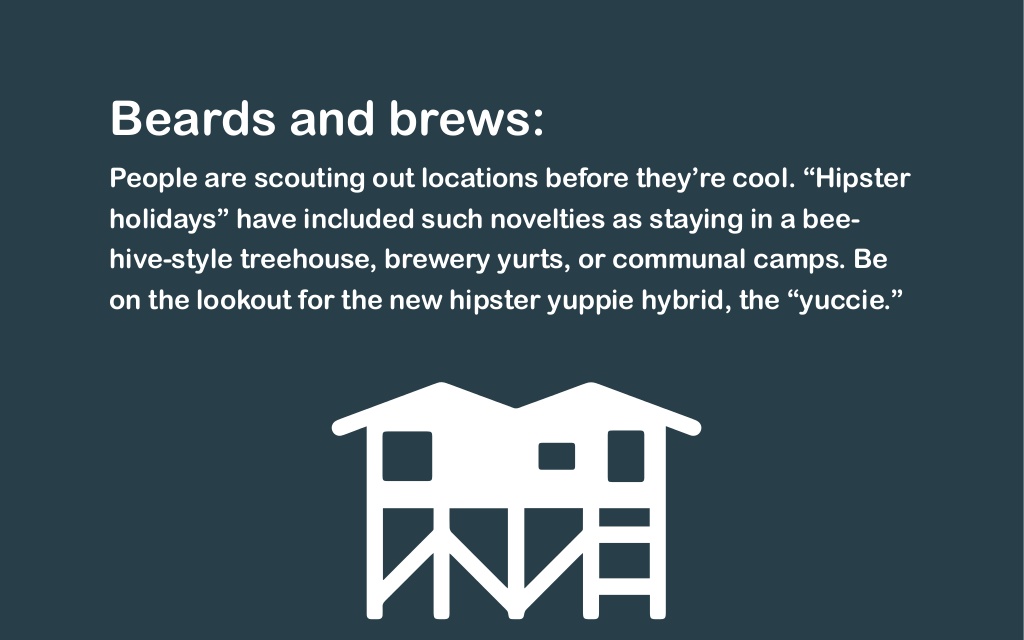 Beards and brews:
People are scouting out locations before they’re cool. “Hipster
holidays” have included such novelties as staying in a bee-
hive-style treehouse, brewery yurts, or communal camps. Be
on the lookout for the new hipster yuppie hybrid, the “yuccie.”